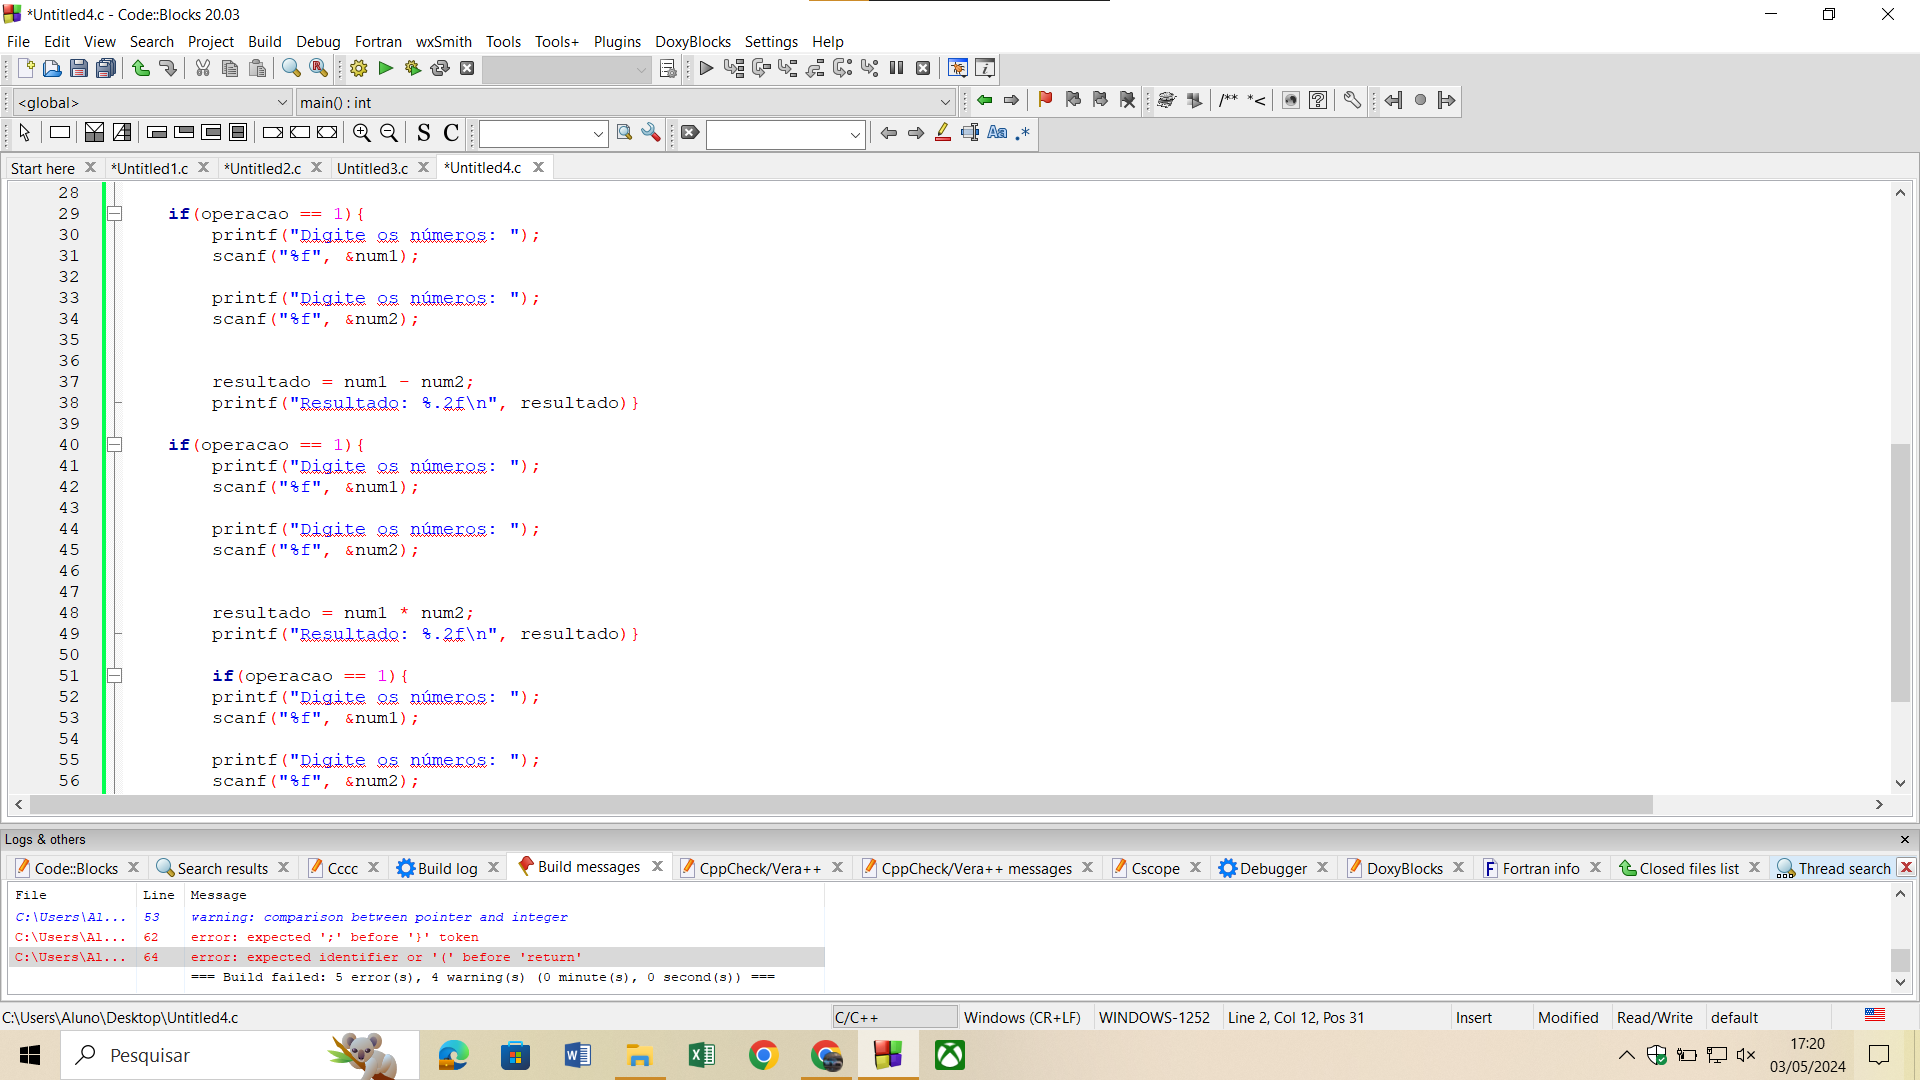 *Untitled4.c - Code::Blocks 20.03
File Edit View Search Project Build Debug Fortran wxSmith Tools Tools+ Plugins DoxyBlocks Settings Help
<global> main() : int /** *<
S C Aa .*
Start here *Untitled1.c *Untitled2.c Untitled3.c *Untitled4.c
28
29 if(operacao == 1){
30 printf("Digite os números: ");
31 scanf("%f", &num1);
32
33 printf("Digite os números: ");
34 scanf("%f", &num2);
35
36
37 resultado = num1 - num2;
38 printf("Resultado: %.2f\n", resultado)}
39
40 if(operacao == 1){
41 printf("Digite os números: ");
42 scanf("%f", &num1);
43
44 printf("Digite os números: ");
45 scanf("%f", &num2);
46
47
48 resultado = num1 * num2;
49 printf("Resultado: %.2f\n", resultado)}
50
51 if(operacao == 1){
52 printf("Digite os números: ");
53 scanf("%f", &num1);
54
55 printf("Digite os números: ");
56 scanf("%f", &num2);
Logs & others
Code::Blocks Search results Cccc Build log Build messages CppCheck/Vera++ CppCheck/Vera++ messages Cscope Debugger DoxyBlocks Fortran info Closed files list Thread search
File Line Message
C:\Users\Al... 53 warning: comparison between pointer and integer
C:\Users\Al... 62 error: expected ';' before '}' token
C:\Users\Al... 64 error: expected identifier or '(' before 'return'
=== Build failed: 5 error(s), 4 warning(s) (0 minute(s), 0 second(s)) ===
C:\Users\Aluno\Desktop\Untitled4.c C/C++ Windows (CR+LF) WINDOWS-1252 Line 2, Col 12, Pos 31 Insert Modified Read/Write default
Pesquisar
17:20
03/05/2024